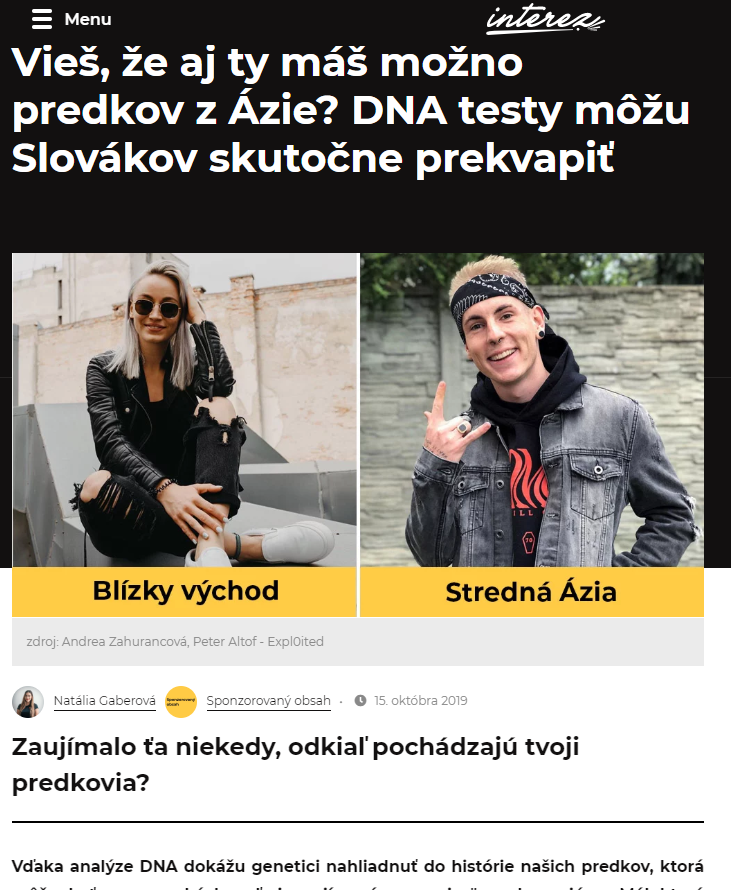 Menu
interez
Vieš, že aj ty máš možno
predkov z Ázie? DNA testy môžu
Slovákov skutočne prekvapiť
Blízky východ
Stredná Ázia
zdroj: Andrea Zahurancová, Peter Altof - Expl0ited
Natália Gaberová Sponzorovaný obsah · 15. októbra 2019
Zaujímalo ťa niekedy, odkiaľ pochádzajú tvoji
predkovia?
Vďaka analýze DNA dokážu genetici nahliadnuť do histórie našich predkov, ktorá